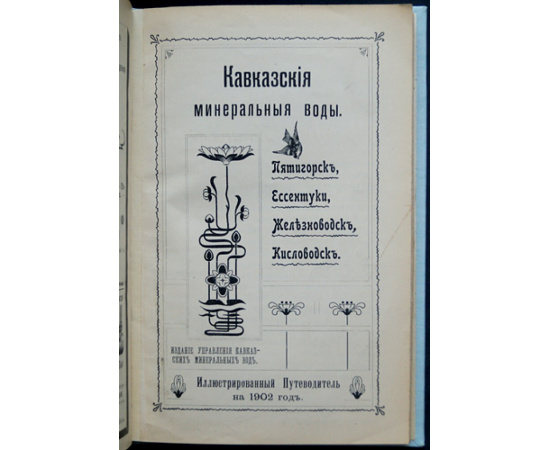 Кавказскія
минеральныя воды.
Пятигорскъ,
Ессентуки,
Желѣзноводскъ,
Кисловодскъ.
ИЗДАНІЕ УПРАВЛЕНІЯ КАВКАЗ-
СКИХЪ МИНЕРАЛЬНЫХЪ ВОДЪ.
Иллюстрированный Путеводитель
на 1902 годъ.